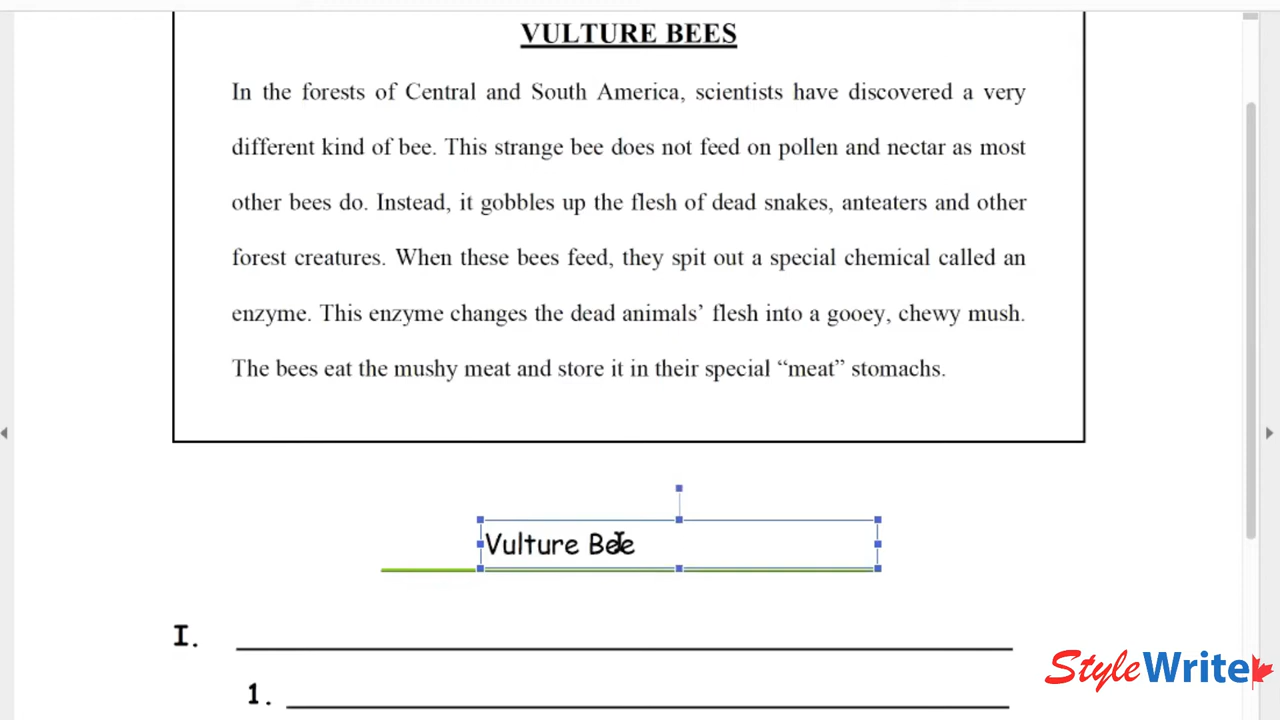 VULTURE BEES
In the forests of Central and South America, scientists have discovered a very
different kind of bee. This strange bee does not feed on pollen and nectar as most
other bees do. Instead, it gobbles up the flesh of dead snakes, anteaters and other
forest creatures. When these bees feed, they spit out a special chemical called an
enzyme. This enzyme changes the dead animals’ flesh into a gooey, chewy mush.
The bees eat the mushy meat and store it in their special “meat” stomachs.
Vulture Bee
I.
1.
StyleWrite